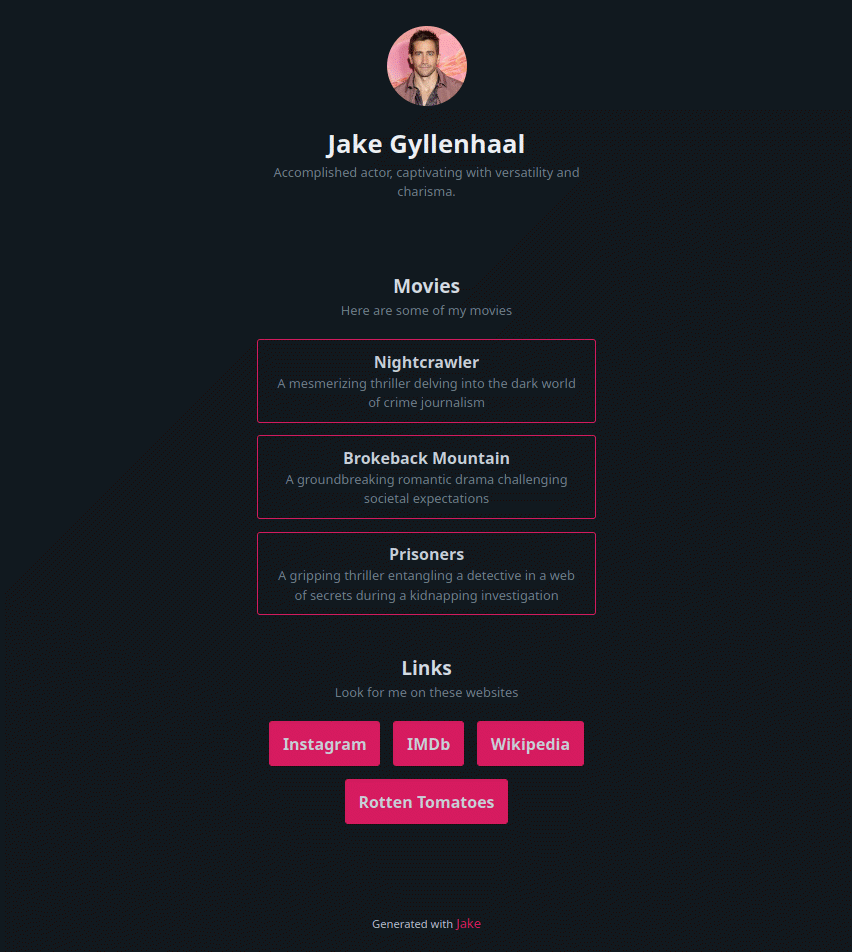 Jake Gyllenhaal
Accomplished actor, captivating with versatility and
charisma.
Movies
Here are some of my movies
Nightcrawler
A mesmerizing thriller delving into the dark world
of crime journalism
Brokeback Mountain
A groundbreaking romantic drama challenging
societal expectations
Prisoners
A gripping thriller entangling a detective in a web
of secrets during a kidnapping investigation
Links
Look for me on these websites
Instagram IMDb Wikipedia
Rotten Tomatoes
Generated with Jake